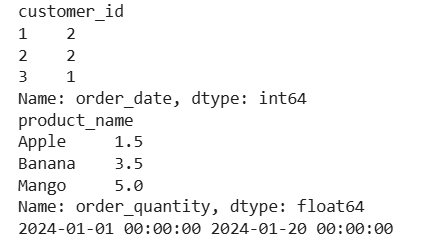 customer_id
1    2
2    2
3    1
Name: order_date, dtype: int64
product_name
Apple     1.5
Banana    3.5
Mango     5.0
Name: order_quantity, dtype: float64
2024-01-01 00:00:00 2024-01-20 00:00:00